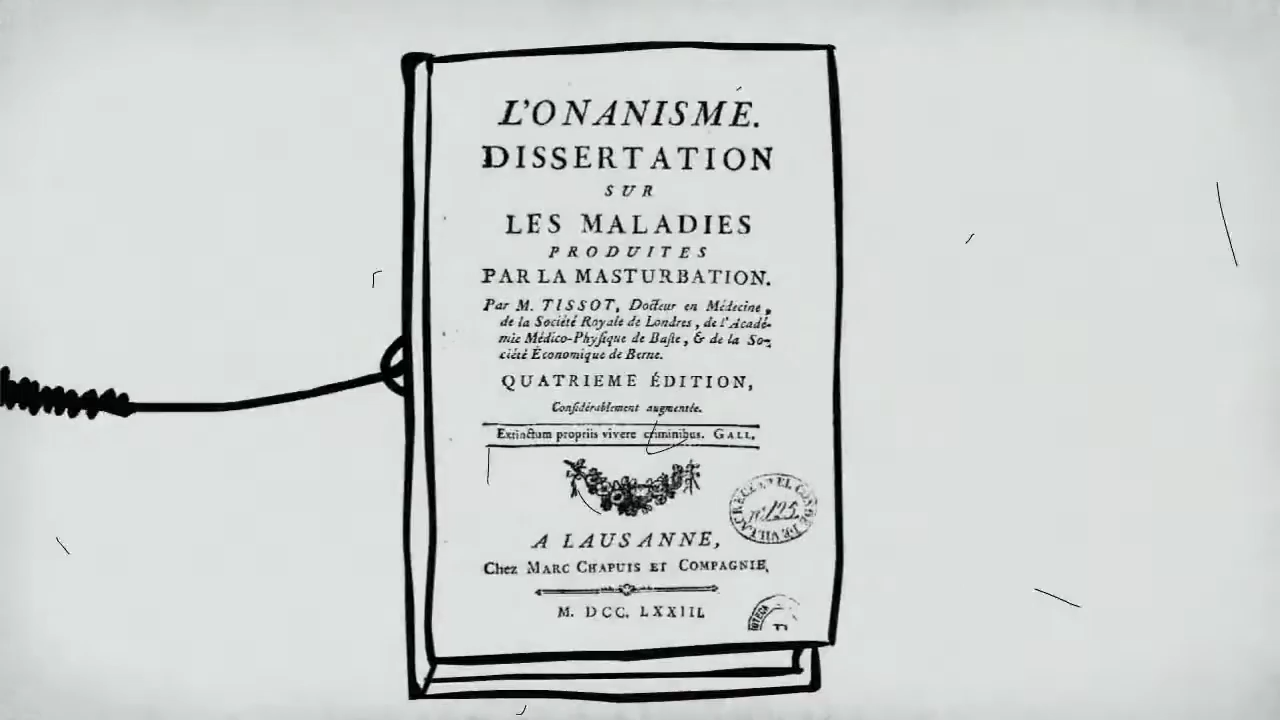 L'ONANISME.
DISSERTATION
SUR
LES MALADIES
PRODUITES
PAR LA MASTURBATION.
Par M. TISSOT, Docteur en Médecine,
de la Société Royale de Londres, de l'Acadé-
mie Médico-Phyſique de Baſle, & de la So-
ciété Économique de Berne.
QUATRIEME ÉDITION,
Conſidérablement augmentée.
Extinctum propriis vivere criminibus. GALL.
Nº 125
A LAUSANNE,
Chez MARC CHAPUIS ET COMPAGNIE,
M. DCC. LXXIII.